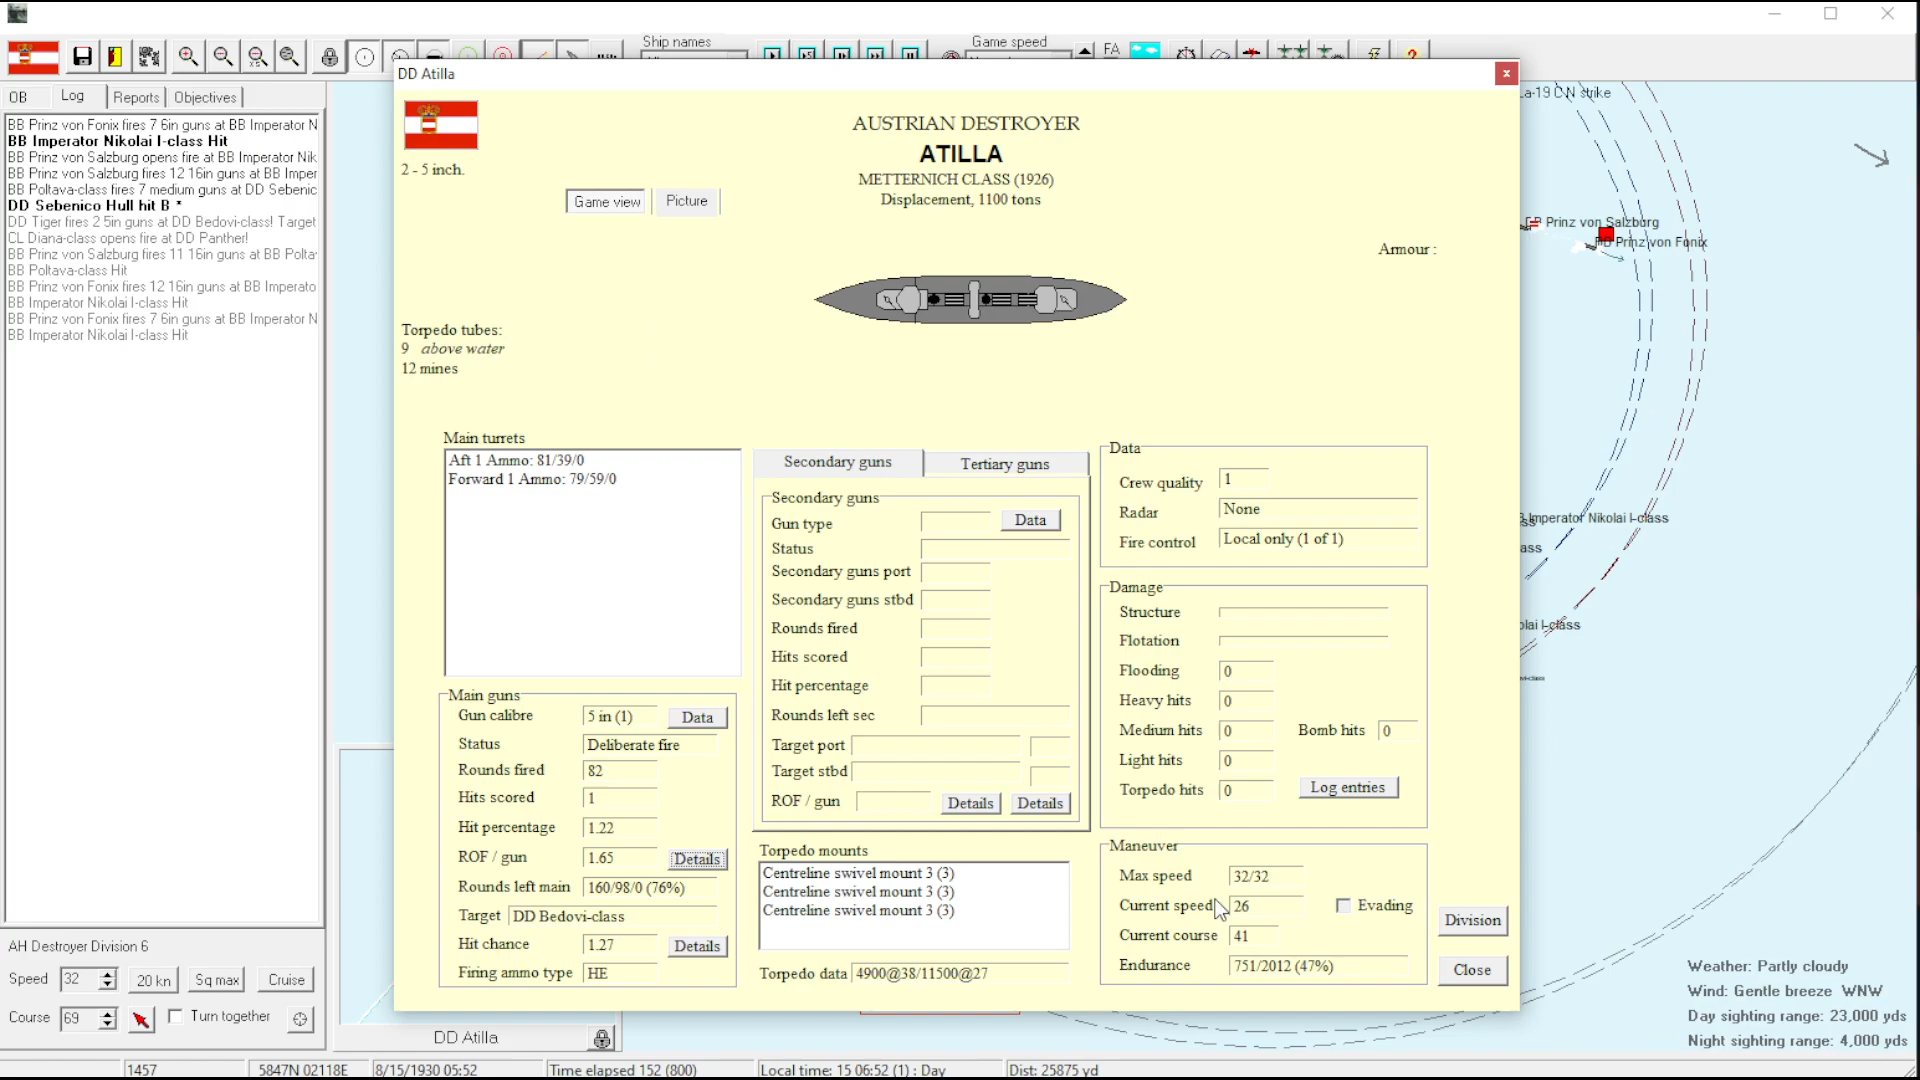 Ship names
Game speed
FA
OB
Log
Reports
Objectives
BB Prinz von Fonix fires 7 6in guns at BB Imperator N
BB Imperator Nikolai I-class Hit
BB Prinz von Salzburg opens fire at BB Imperator Nik
BB Prinz von Salzburg fires 12 16in guns at BB Imper
BB Poltava-class fires 7 medium guns at DD Sebenic
DD Sebenico Hull hit B *
DD Tiger fires 2 5in guns at DD Bedovi-class! Target
CL Diana-class opens fire at DD Panther!
BB Prinz von Salzburg fires 11 16in guns at BB Polta
BB Poltava-class Hit
BB Prinz von Fonix fires 12 16in guns at BB Imperato
BB Imperator Nikolai I-class Hit
BB Prinz von Fonix fires 7 6in guns at BB Imperator N
BB Imperator Nikolai I-class Hit
AH Destroyer Division 6
Speed 32 20 kn Sq max Cruise
Course 69 Turn together
DD Atilla
2 - 5 inch.
AUSTRIAN DESTROYER
ATILLA
METTERNICH CLASS (1926)
Displacement, 1100 tons
Game view
Picture
Armour :
Torpedo tubes:
9 above water
12 mines
Main turrets
Aft 1 Ammo: 81/39/0
Forward 1 Ammo: 79/59/0
Main guns
Gun calibre 5 in (1) Data
Status Deliberate fire
Rounds fired 82
Hits scored 1
Hit percentage 1.22
ROF / gun 1.65 Details
Rounds left main 160/98/0 (76%)
Target DD Bedovi-class
Hit chance 1.27 Details
Firing ammo type HE
Secondary guns
Tertiary guns
Secondary guns
Gun type Data
Status
Secondary guns port
Secondary guns stbd
Rounds fired
Hits scored
Hit percentage
Rounds left sec
Target port
Target stbd
ROF / gun Details Details
Torpedo mounts
Centreline swivel mount 3 (3)
Centreline swivel mount 3 (3)
Centreline swivel mount 3 (3)
Torpedo data 4900@38/11500@27
Data
Crew quality 1
Radar None
Fire control Local only (1 of 1)
Damage
Structure
Flotation
Flooding 0
Heavy hits 0
Medium hits 0 Bomb hits 0
Light hits 0
Torpedo hits 0 Log entries
Maneuver
Max speed 32/32
Current speed 26 Evading
Current course 41
Endurance 751/2012 (47%)
Division
Close
La-19 C N strike
BB Prinz von Salzburg
BB Prinz von Fonix
Imperator Nikolai I-class
ass
olai I-class
Weather: Partly cloudy
Wind: Gentle breeze WNW
Day sighting range: 23,000 yds
Night sighting range: 4,000 yds
DD Atilla
1457
5847N 02118E
8/15/1930 05:52
Time elapsed 152 (800)
Local time: 15 06:52 (1) : Day
Dist: 25875 yd